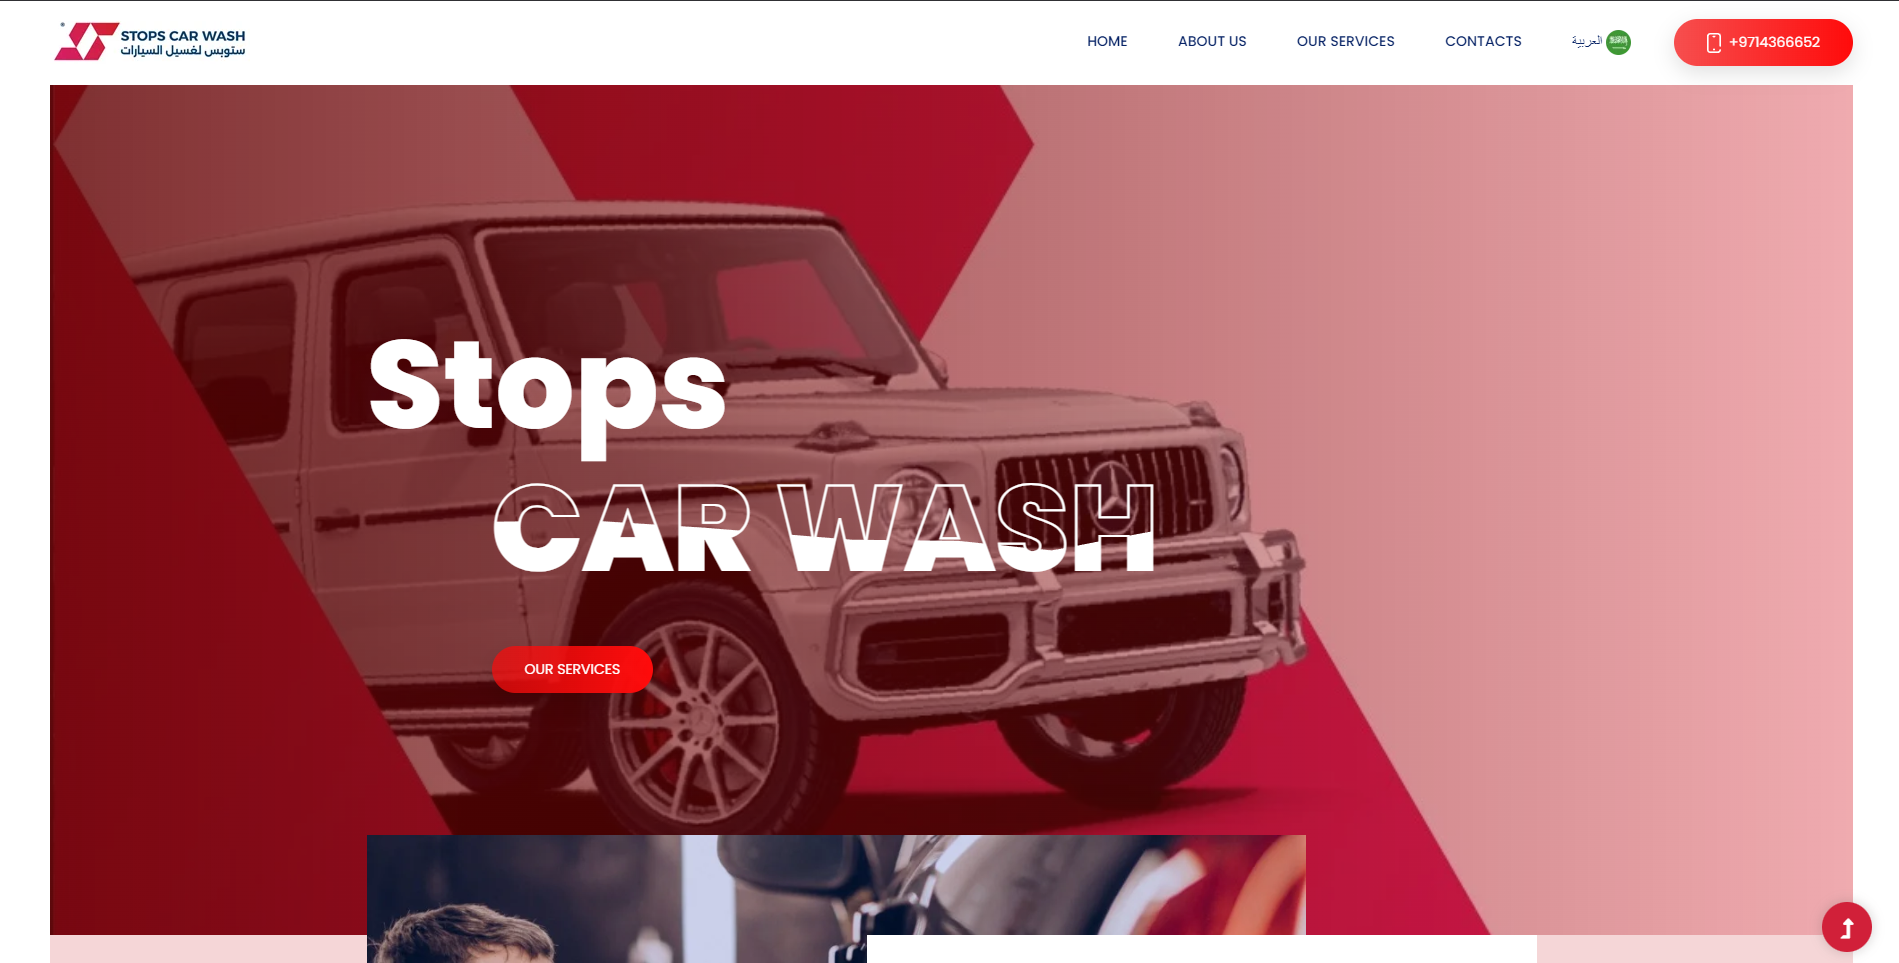 STOPS CAR WASH
ستوبس لغسيل السيارات
HOME
ABOUT US
OUR SERVICES
CONTACTS
العربية
+9714366652
Stops
CAR WASH
OUR SERVICES